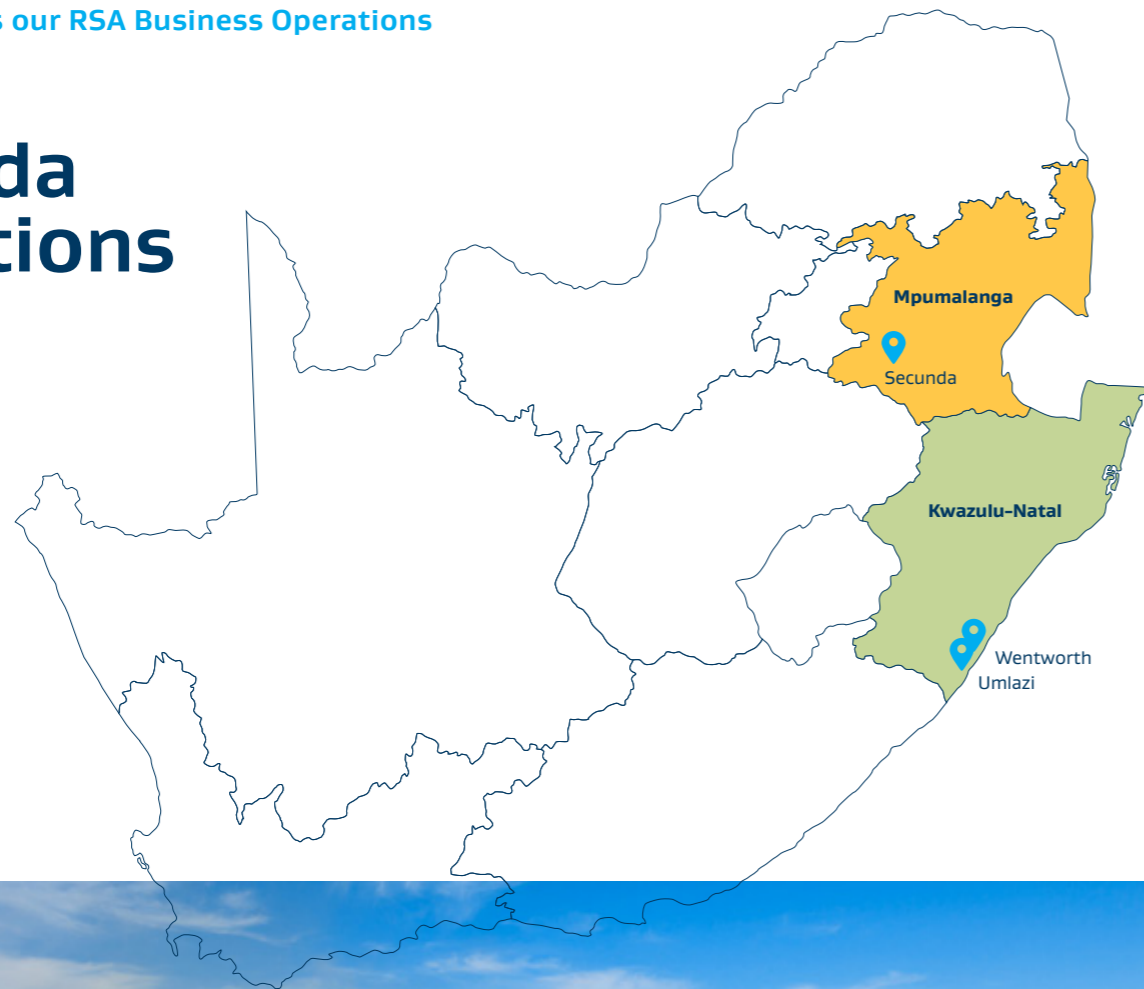 s our RSA Business Operations
da
tions
Mpumalanga
Secunda
Kwazulu-Natal
Wentworth
Umlazi